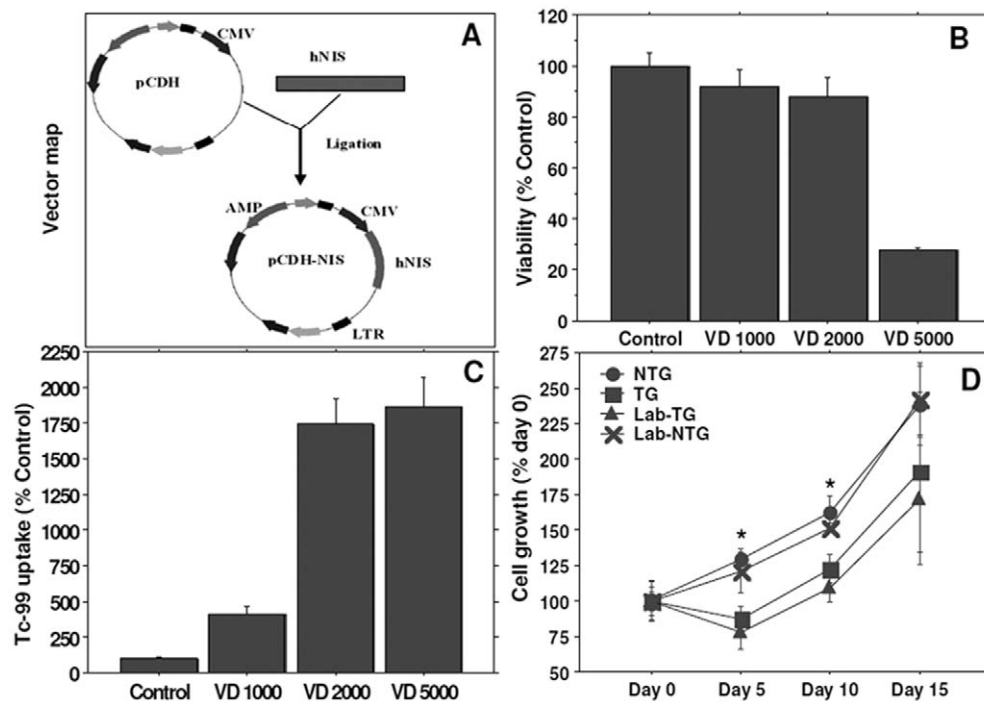 A
Vector map
CMV
pCDH
hNIS
Ligation
AMP
CMV
pCDH-NIS
hNIS
LTR
B
Viability (% Control)
120
100
80
60
40
20
0
Control VD 1000 VD 2000 VD 5000
C
Tc-99 uptake (% Control)
2250
2000
1750
1500
1250
1000
750
500
250
0
Control VD 1000 VD 2000 VD 5000
D
Cell growth (% day 0)
275
250
225
200
175
150
125
100
75
50
NTG
TG
Lab-TG
Lab-NTG
*
*
Day 0 Day 5 Day 10 Day 15